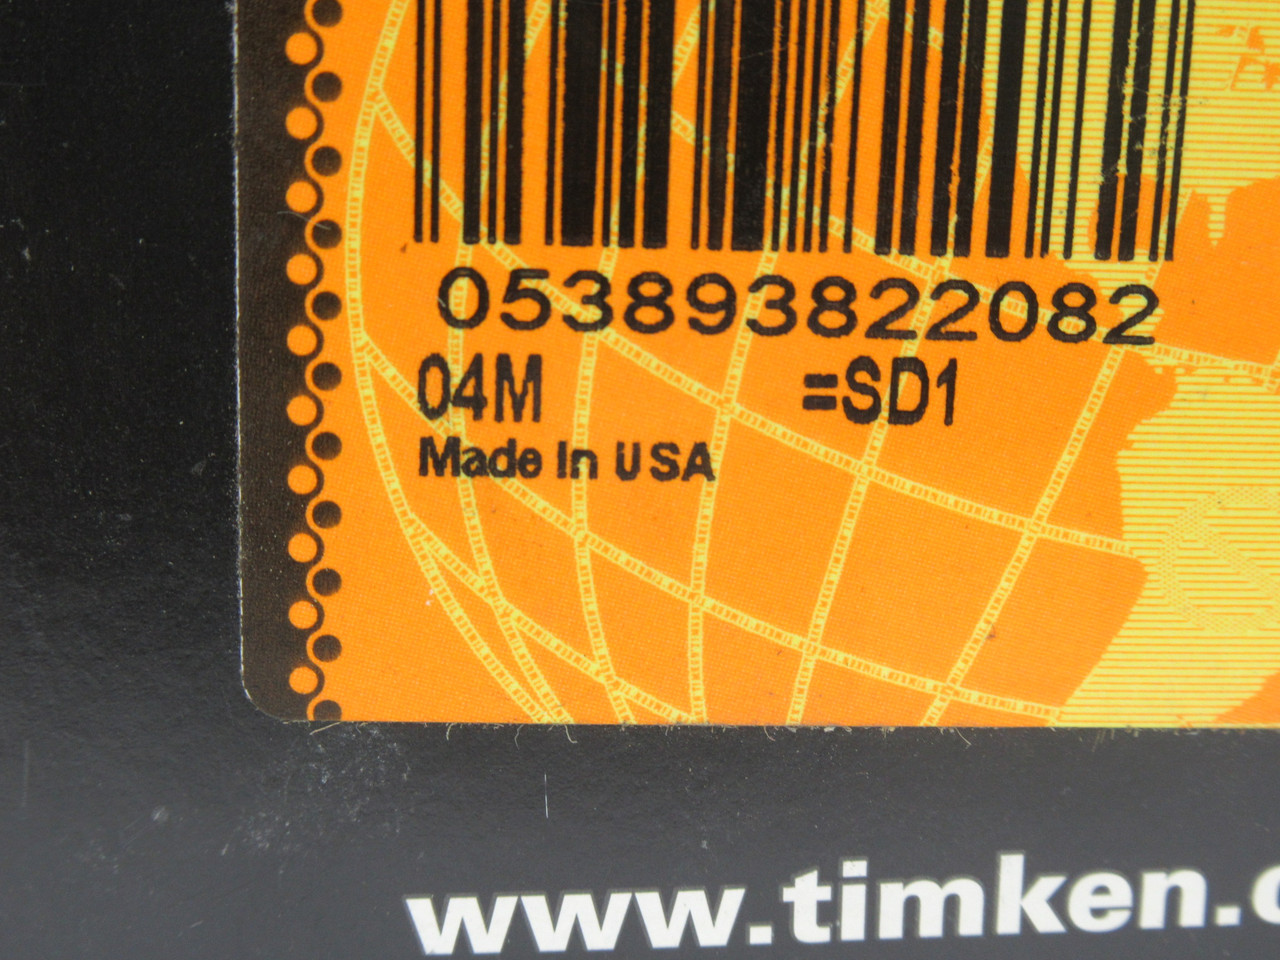 053893822082
04M =SD1
Made In USA
www.timken.c